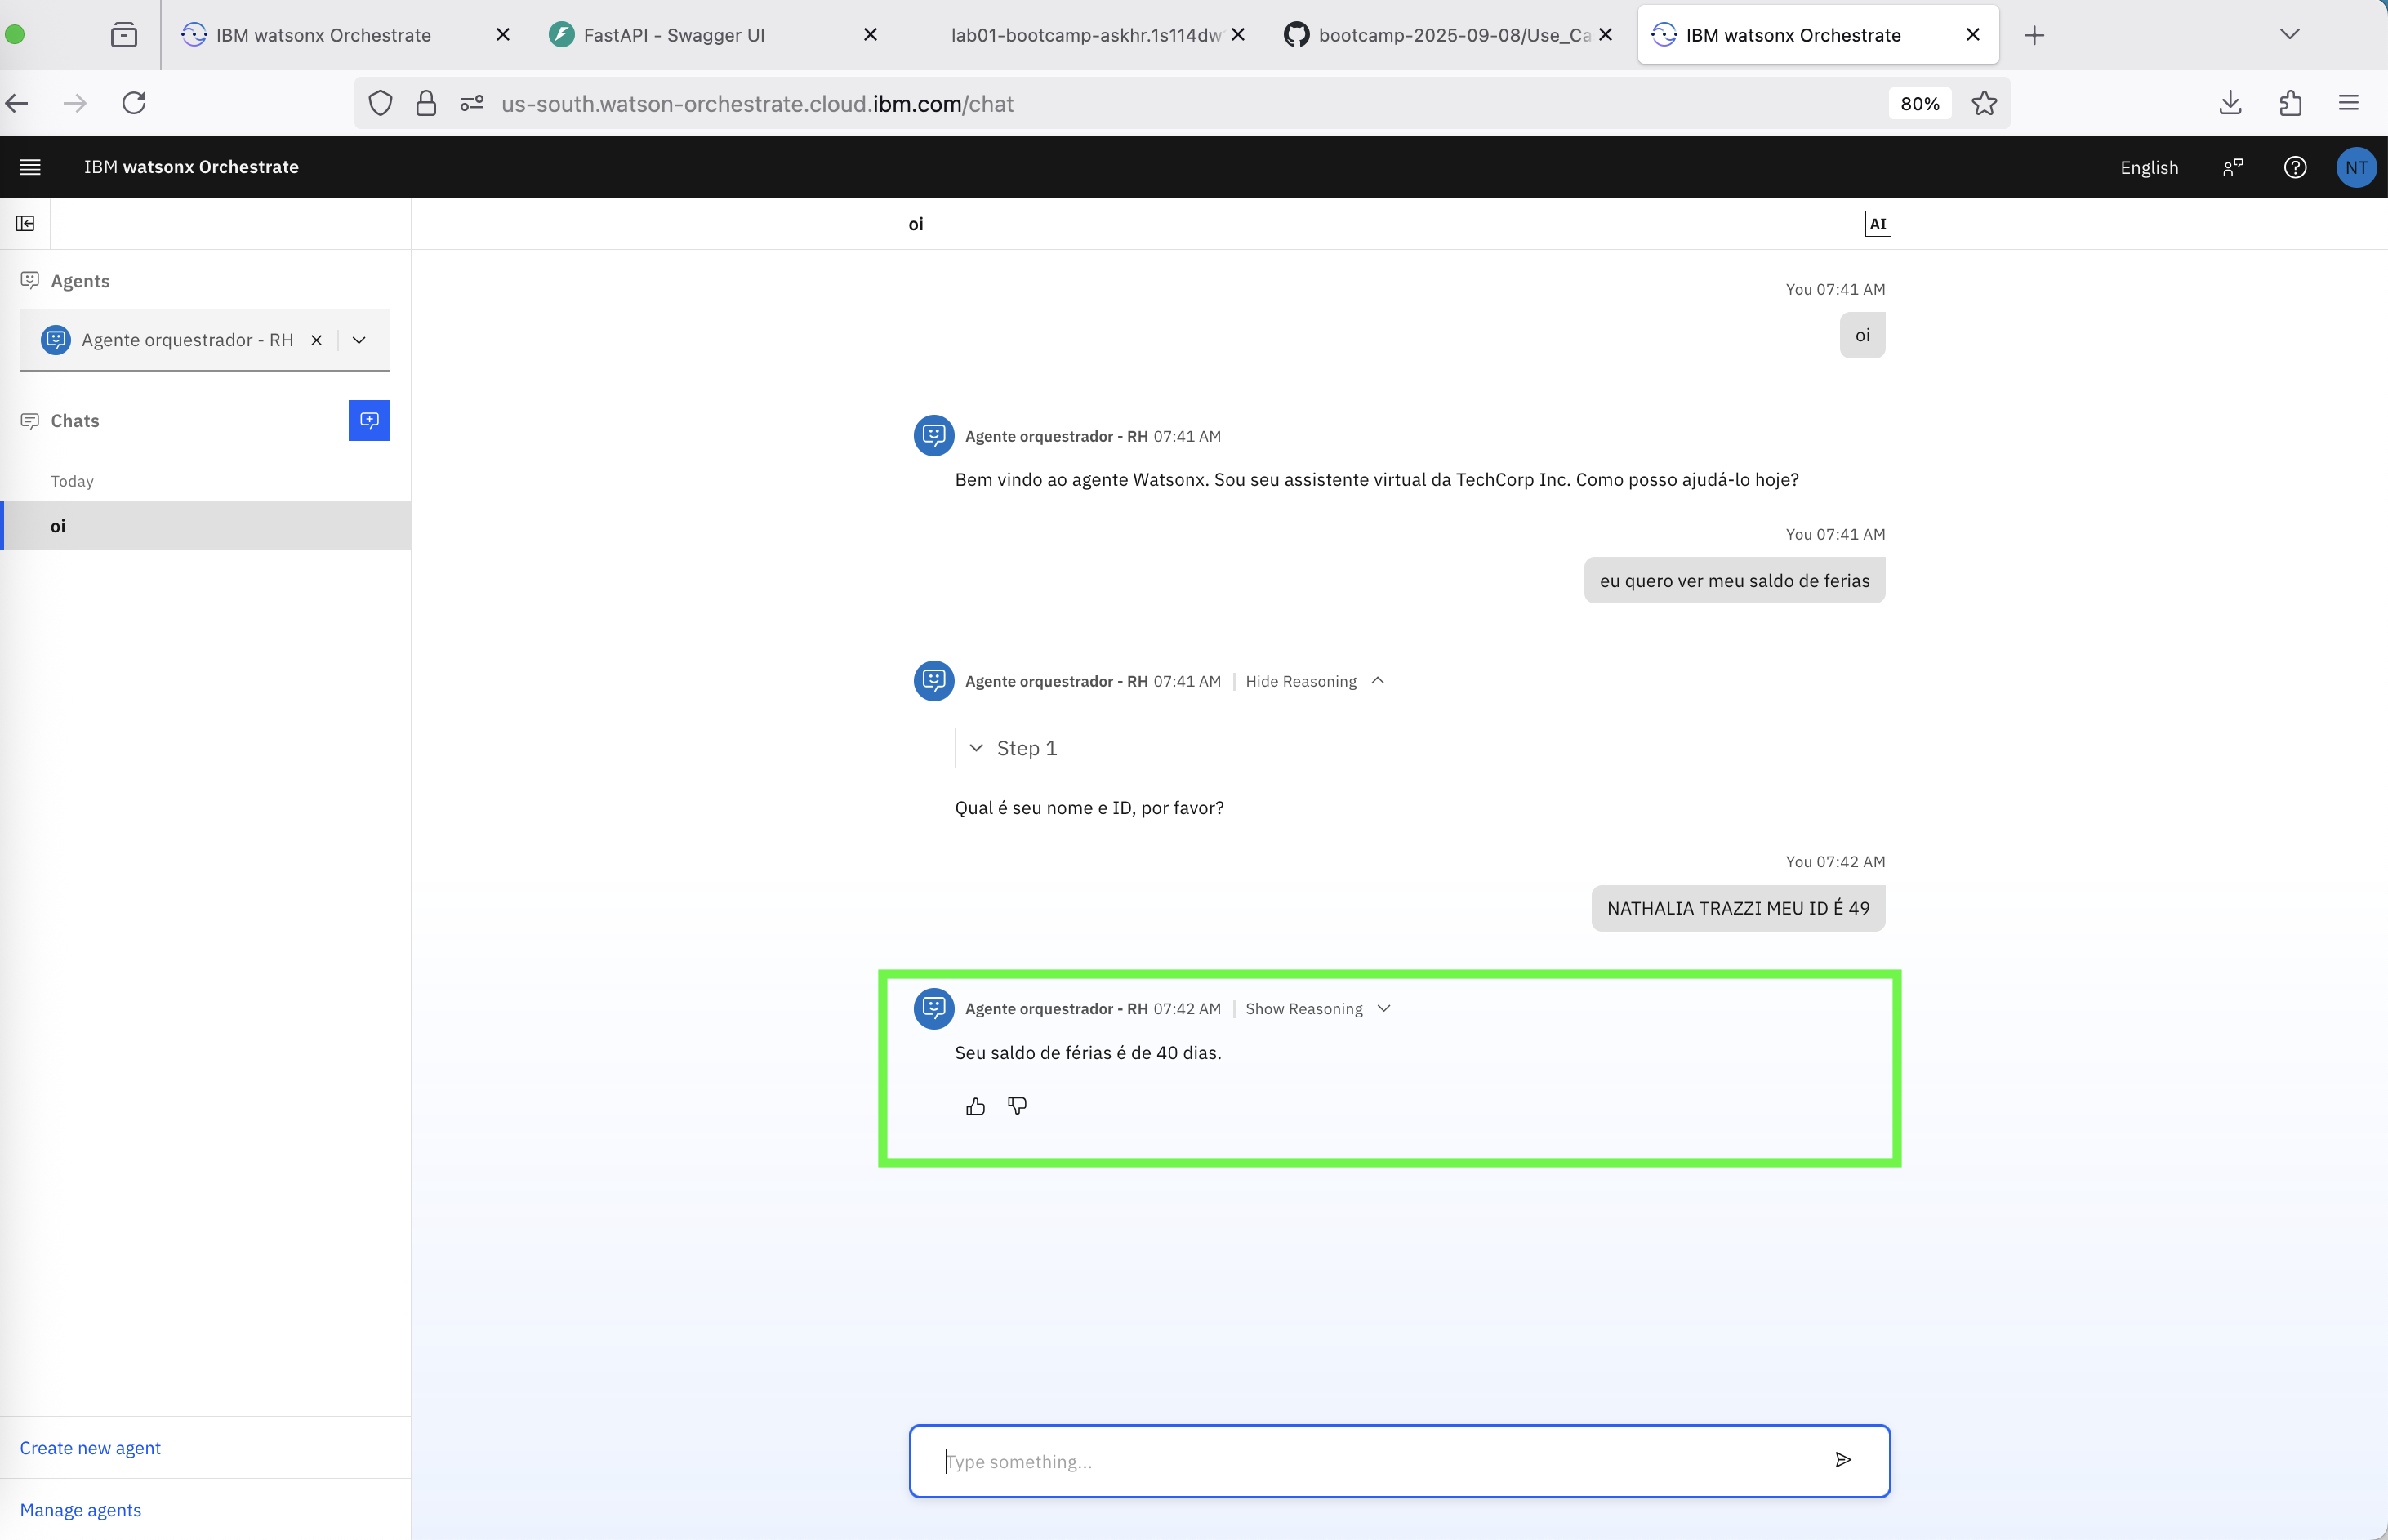 IBM watsonx Orchestrate
FastAPI - Swagger UI
lab01-bootcamp-askhr.1s114dw
bootcamp-2025-09-08/Use_Ca
IBM watsonx Orchestrate
us-south.watson-orchestrate.cloud.ibm.com/chat
80%
IBM watsonx Orchestrate
English
NT
oi
AI
Agents
Agente orquestrador - RH
Chats
Today
oi
You 07:41 AM
oi
Agente orquestrador - RH 07:41 AM
Bem vindo ao agente Watsonx. Sou seu assistente virtual da TechCorp Inc. Como posso ajudá-lo hoje?
You 07:41 AM
eu quero ver meu saldo de ferias
Agente orquestrador - RH 07:41 AM | Hide Reasoning
Step 1
Qual é seu nome e ID, por favor?
You 07:42 AM
NATHALIA TRAZZI MEU ID É 49
Agente orquestrador - RH 07:42 AM | Show Reasoning
Seu saldo de férias é de 40 dias.
Type something...
Create new agent
Manage agents